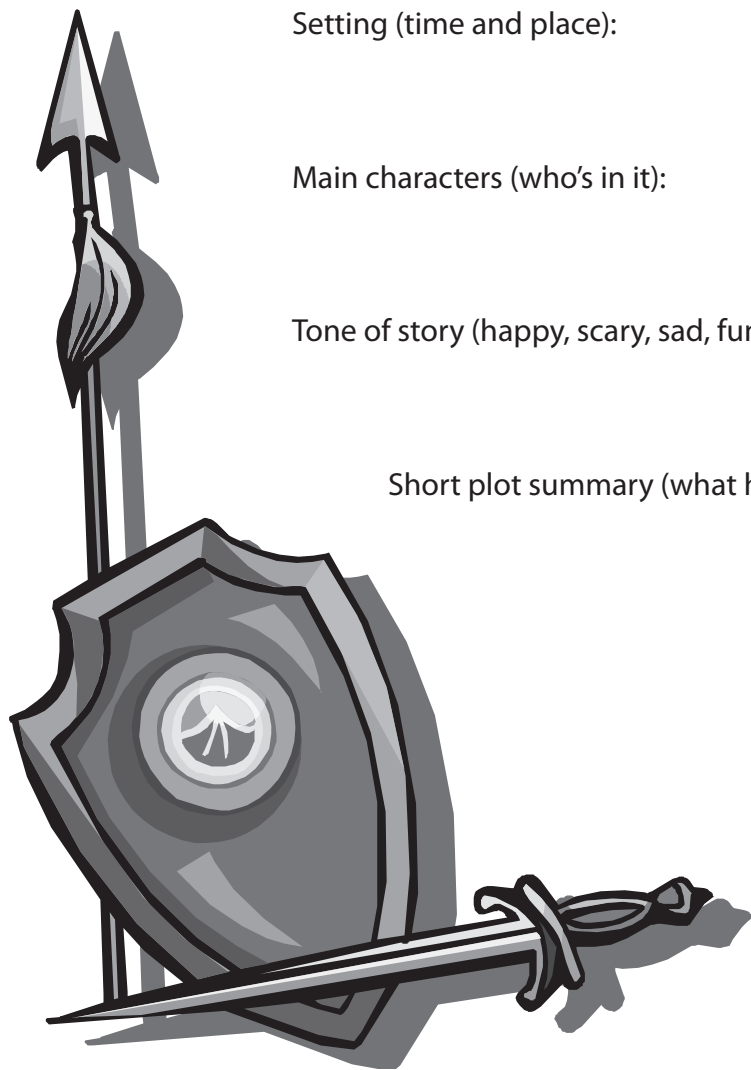 Setting (time and place):
Main characters (who's in it):
Tone of story (happy, scary, sad,
Short plot summary (what